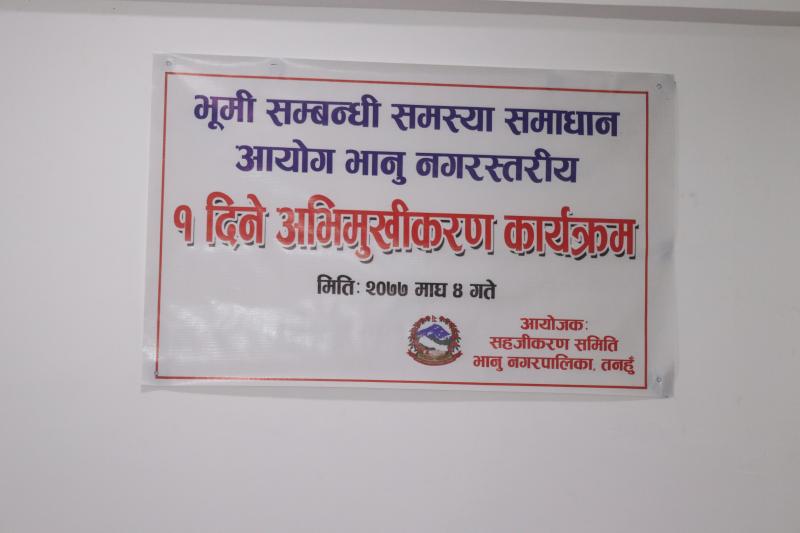 भूमी सम्बन्धी समस्या समाधान
आयोग भानु नगरस्तरीय
१ दिने अभिमुखीकरण कार्यक्रम
मिति: २०७७ माघ ४ गते
आयोजक:
सहजीकरण समिति
भानु नगरपालिका, तनहुँ